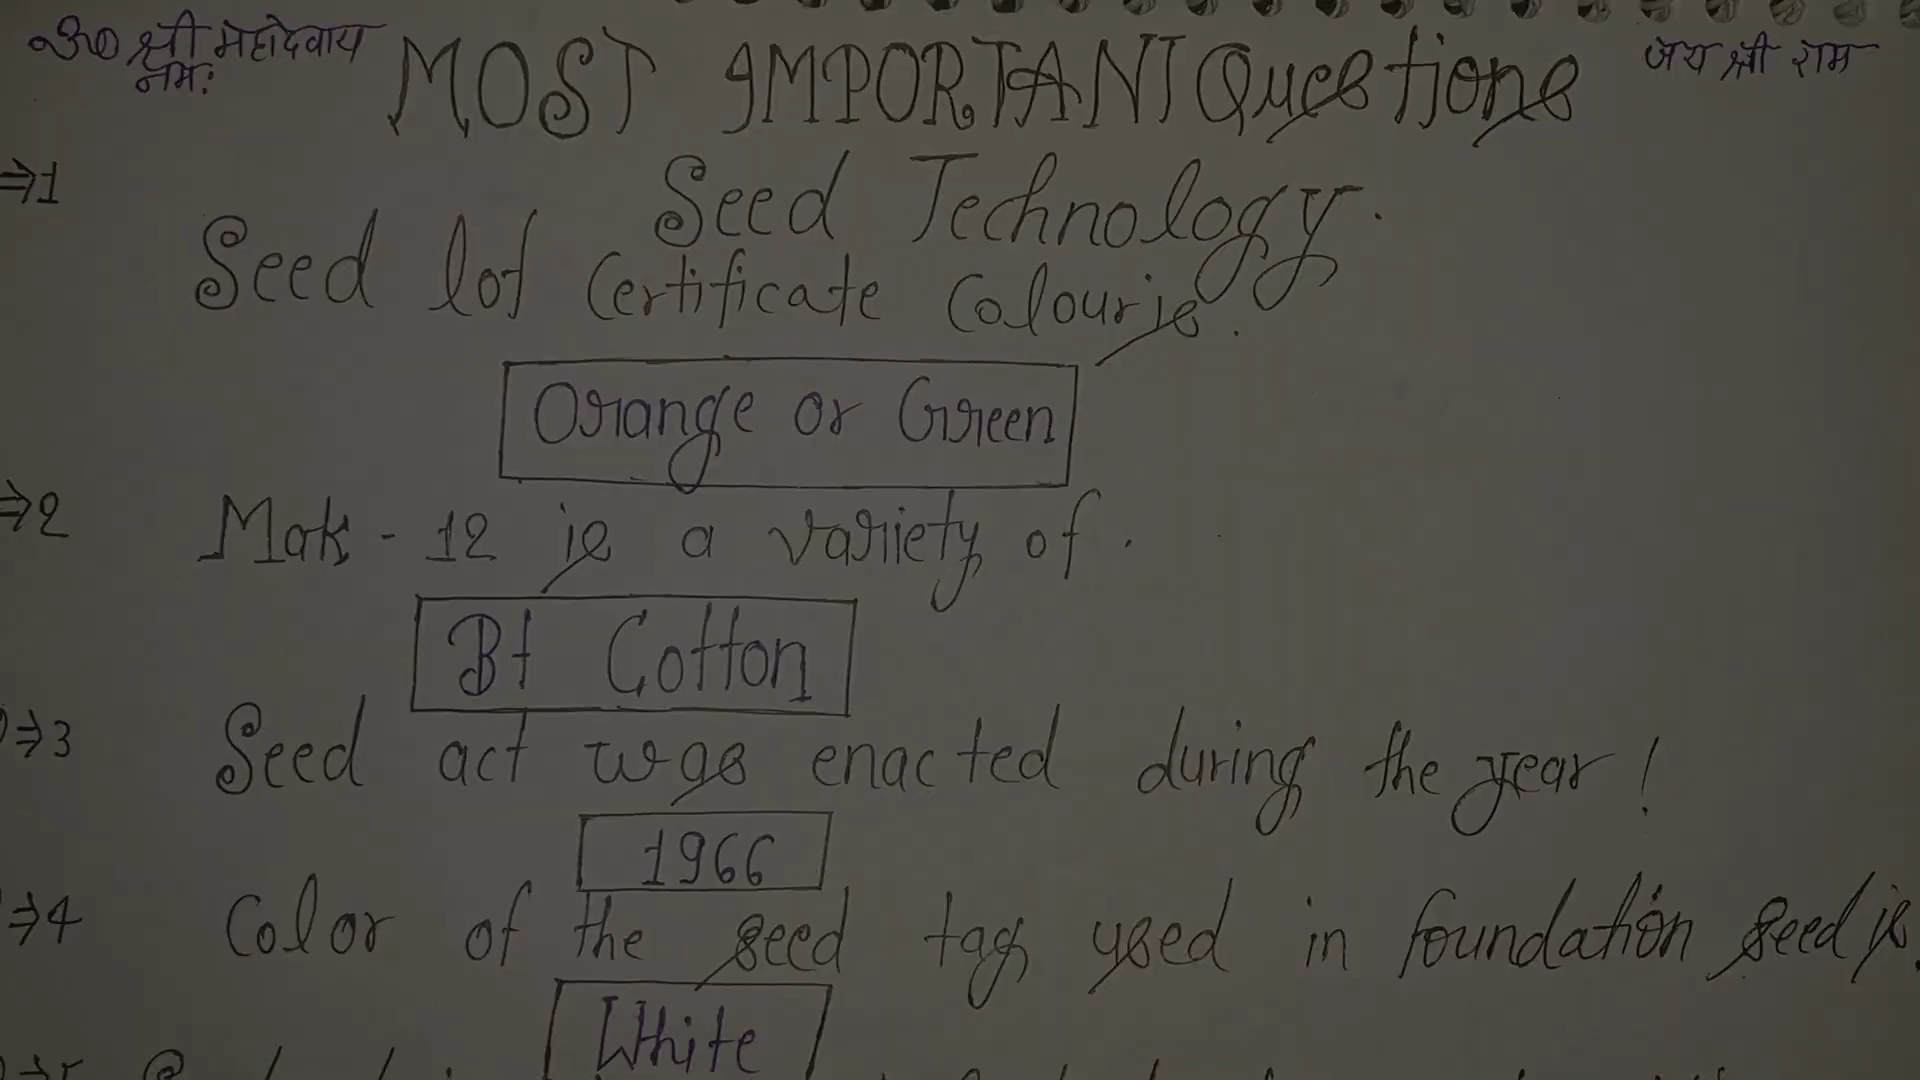 ॐ श्री महादेवाय
नमः
MOST IMPORTANT Questions
जय श्री राम
Seed Technology.
⇒1
Seed lot Certificate Colour is.
Orange or Green
⇒2 Mak - 12 is a variety of.
Bt Cotton
⇒3 Seed act was enacted during the year!
1966
⇒4 Color of the seed tag used in foundation seed is.
White